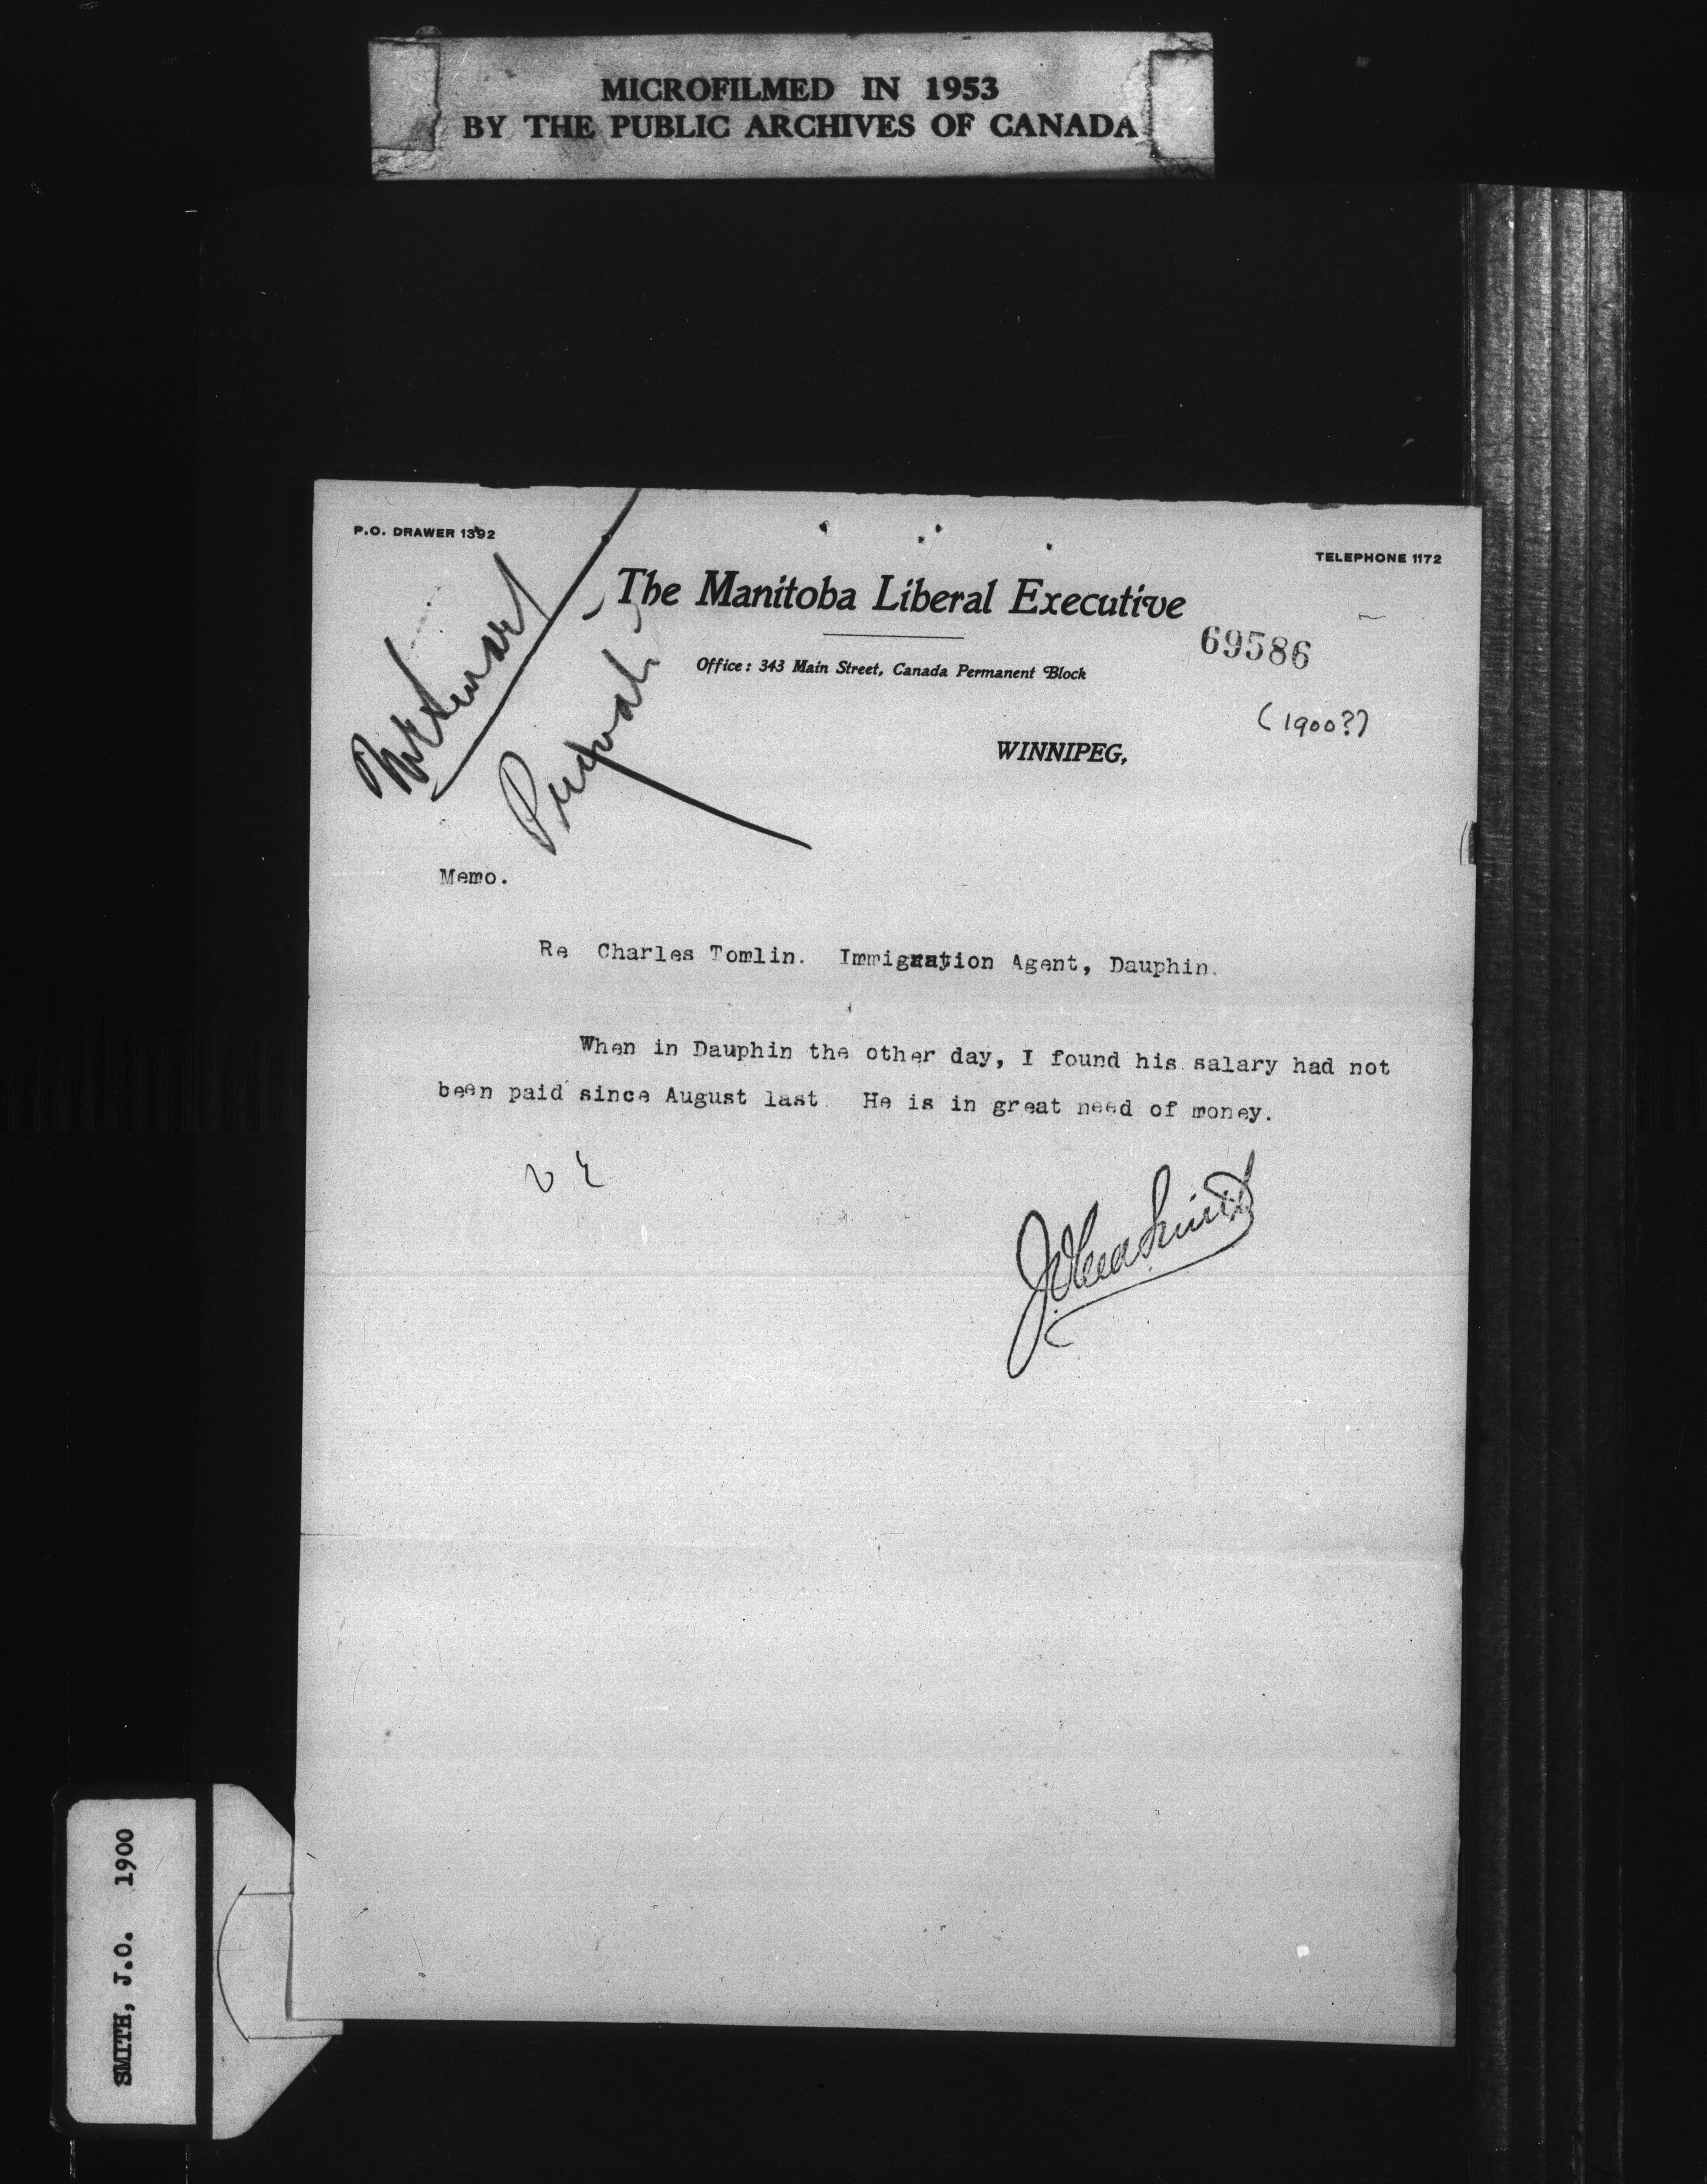 MICROFILMED IN 1953
BY THE PUBLIC ARCHIVES OF CANADA
P.O. DRAWER 1392
TELEPHONE 1172
The Manitoba Liberal Executive
69586
Office: 343 Main Street, Canada Permanent Block
(1900?)
WINNIPEG,
Private
Memo.
Re Charles Tomlin. Immigration Agent, Dauphin.
When in Dauphin the other day, I found his salary had not
been paid since August last. He is in great need of money.
SMITH, J.O. 1900